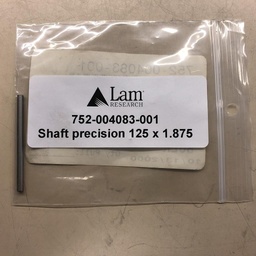 Lam
RESEARCH
752-004083-001
Shaft precision 125 x 1.875